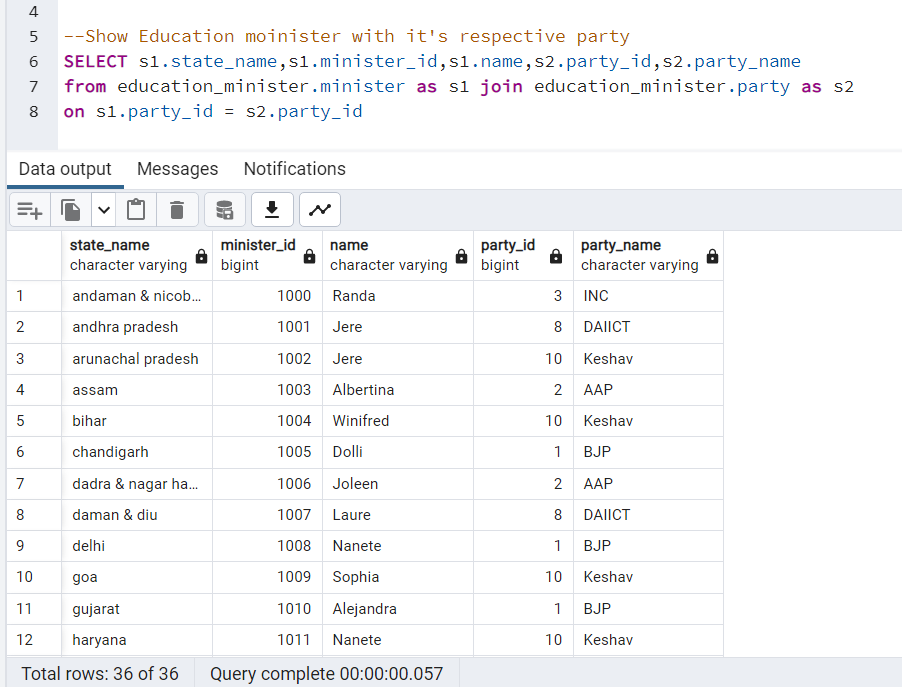 4
5 --Show Education moinister with it's respective party
6 SELECT s1.state_name,s1.minister_id,s1.name,s2.party_id,s2.party_name
7 from education_minister.minister as s1 join education_minister.party as s2
8 on s1.party_id = s2.party_id
Data output Messages Notifications
state_name minister_id name party_id party_name
character varying bigint character varying bigint character varying
1 andaman & nicob... 1000 Randa 3 INC
2 andhra pradesh 1001 Jere 8 DAIICT
3 arunachal pradesh 1002 Jere 10 Keshav
4 assam 1003 Albertina 2 AAP
5 bihar 1004 Winifred 10 Keshav
6 chandigarh 1005 Dolli 1 BJP
7 dadra & nagar ha... 1006 Joleen 2 AAP
8 daman & diu 1007 Laure 8 DAIICT
9 delhi 1008 Nanete 1 BJP
10 goa 1009 Sophia 10 Keshav
11 gujarat 1010 Alejandra 1 BJP
12 haryana 1011 Nanete 10 Keshav
Total rows: 36 of 36 Query complete 00:00:00.057